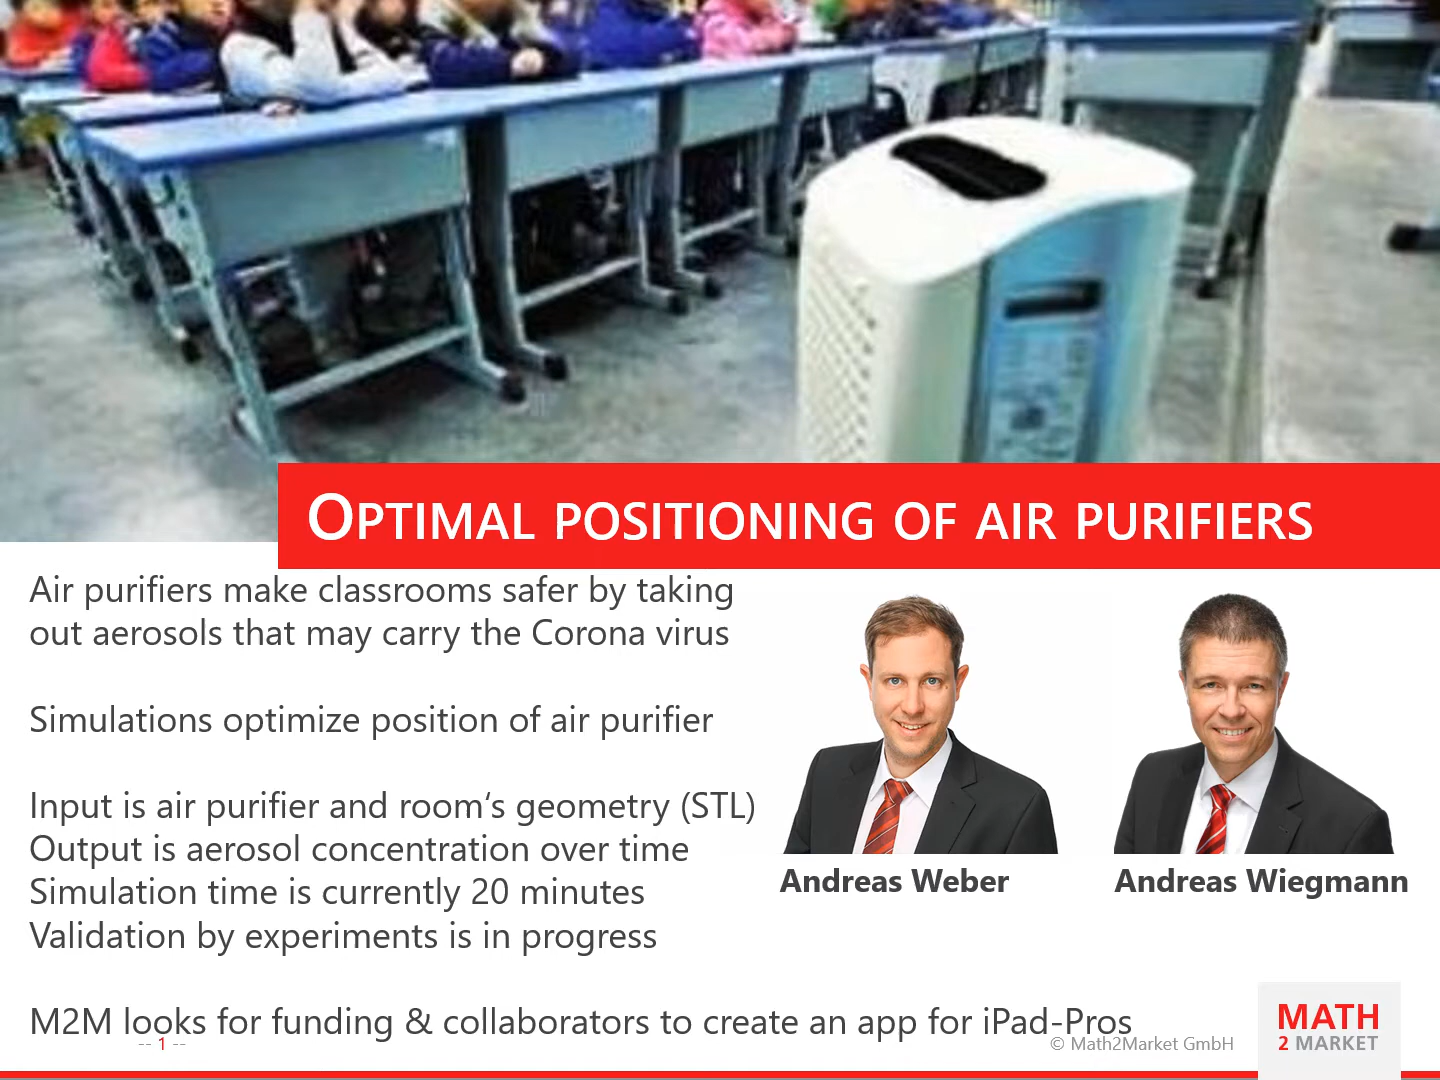 OPTIMAL POSITIONING OF AIR PURIFIERS
Air purifiers make classrooms safer by taking
out aerosols that may carry the Corona virus
Simulations optimize position of air purifier
Input is air purifier and room‘s geometry (STL)
Output is aerosol concentration over time
Simulation time is currently 20 minutes
Validation by experiments is in progress
Andreas Weber
Andreas Wiegmann
M2M looks for funding & collaborators to create an app for iPad-Pros
-- 1 --
© Math2Market GmbH
MATH
2 MARKET